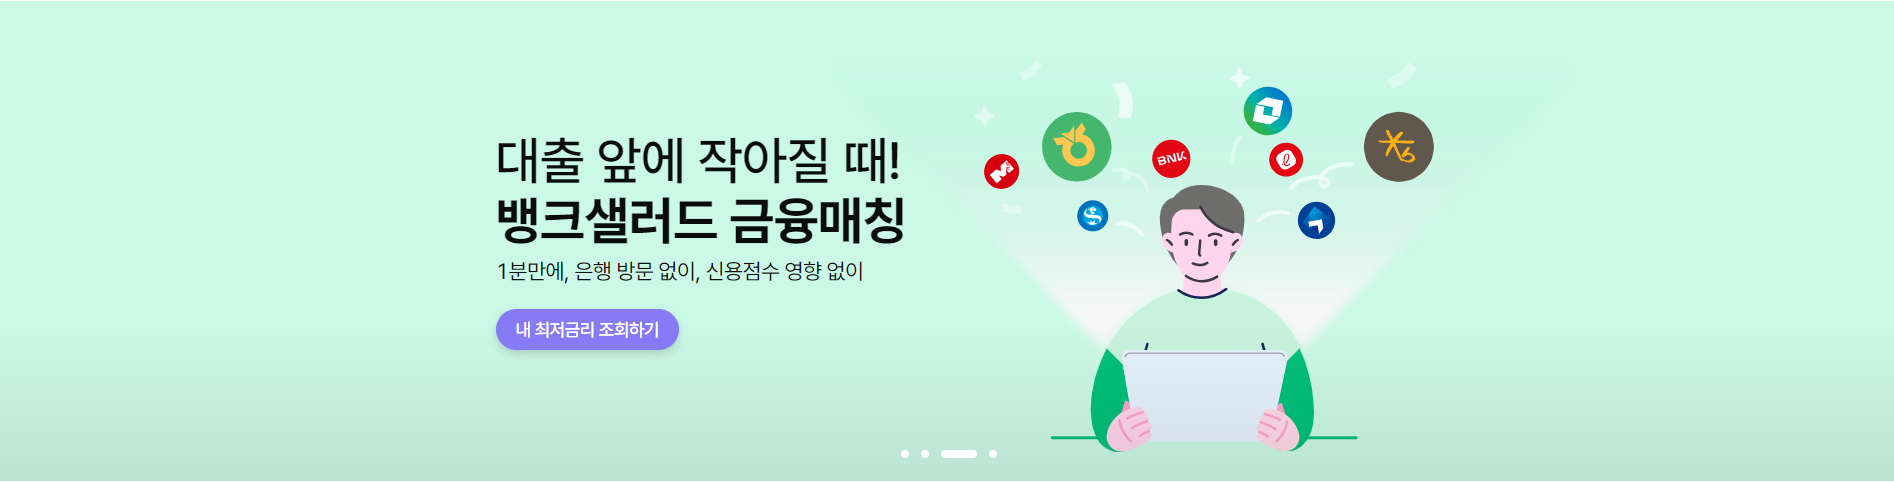 대출 앞에 작아질 때!
뱅크샐러드 금융매칭
1분만에, 은행 방문 없이, 신용점수 영향 없이
내 최저금리 조회하기
BNK